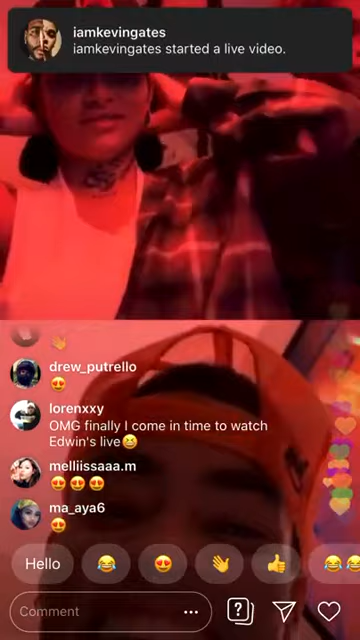 iamkevingates
iamkevingates started a live video.
👋
drew_putrello
😍
lorenxxy
OMG finally I come in time to watch
Edwin's live😆
melliissaaa.m
😍😍😍
ma_aya6
😍
Hello 😂 😍 👋 👍 😂😂
Comment ... ?